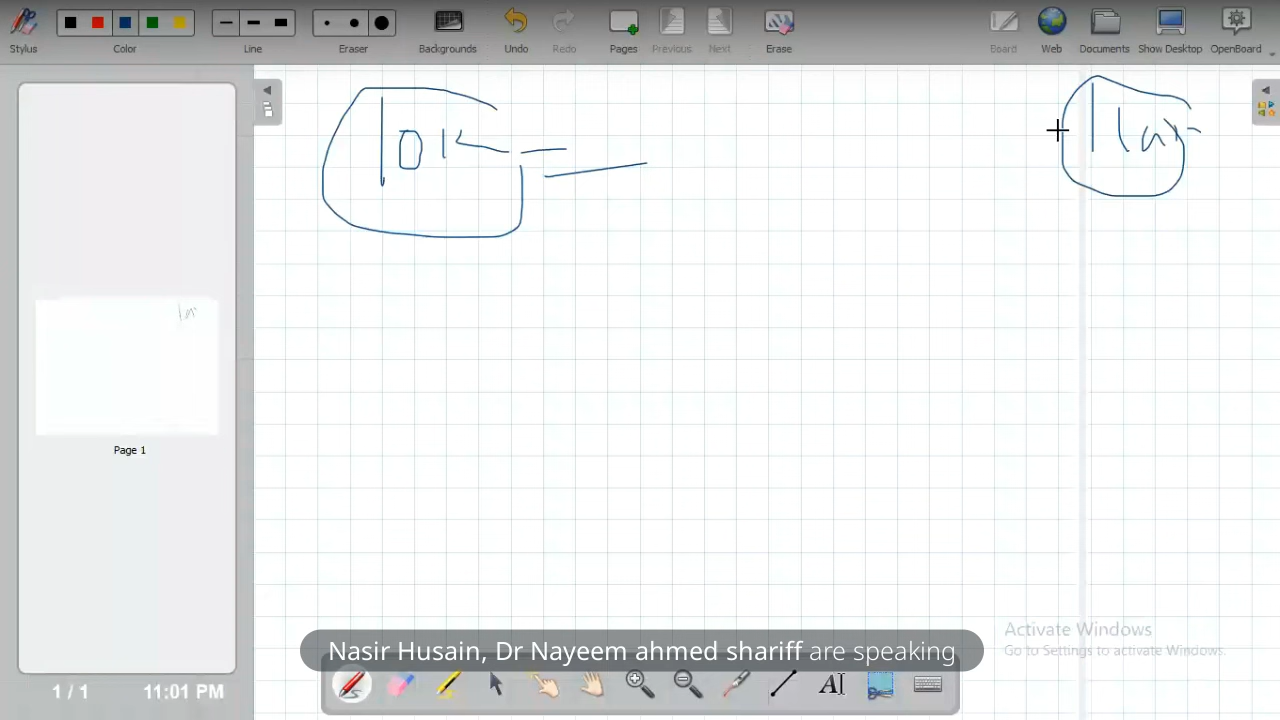 Stylus
Color
Line
Eraser
Backgrounds
Undo
Redo
Pages
Previous
Next
Erase
Board
Web
Documents
Show Desktop
OpenBoard
10K
Page 1
Activate Windows
Go to Settings to activate Windows.
Nasir Husain, Dr Nayeem ahmed shariff are speaking
1 / 1
11:01 PM